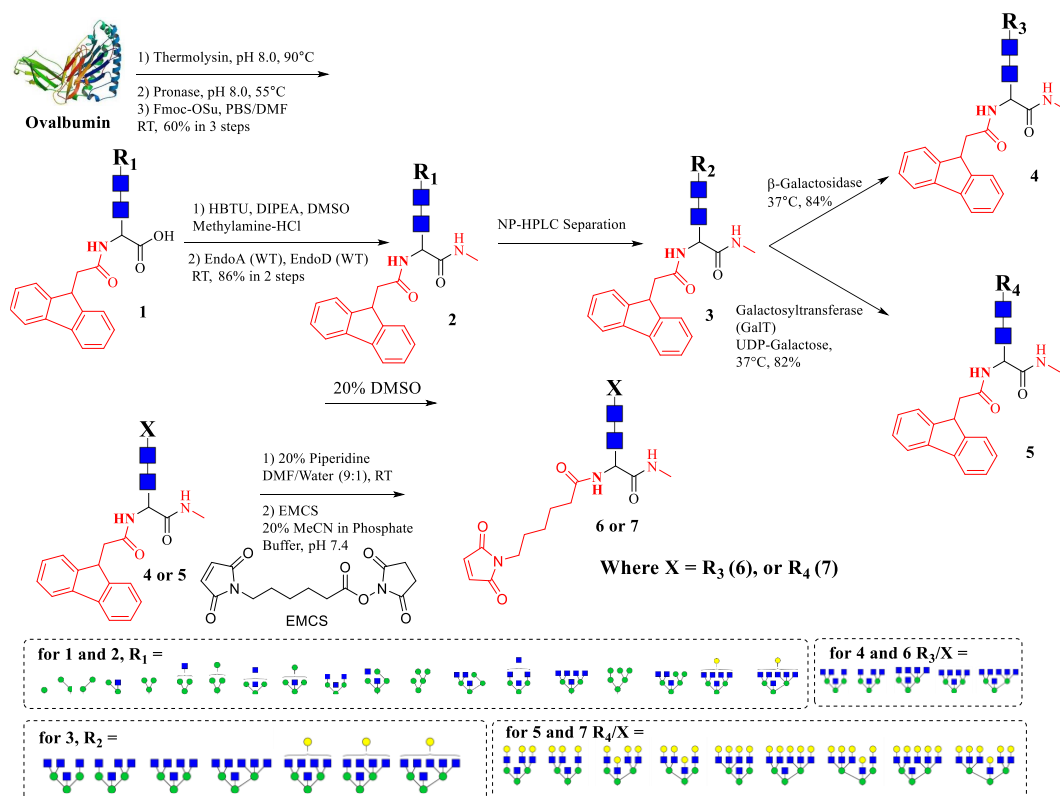 1) Thermolysin, pH 8.0, 90°C
2) Pronase, pH 8.0, 55°C
3) Fmoc-OSu, PBS/DMF
RT, 60% in 3 steps
Ovalbumin
R1
HN
O
OH
O
1
1) HBTU, DIPEA, DMSO
Methylamine-HCl
2) EndoA (WT), EndoD (WT)
RT, 86% in 2 steps
R1
HN
O
H
N
O
2
NP-HPLC Separation
R2
HN
O
H
N
O
3
β-Galactosidase
37°C, 84%
R3
HN
O
H
N
O
4
Galactosyltransferase
(GalT)
UDP-Galactose,
37°C, 82%
R4
HN
O
H
N
O
5
20% DMSO
X
HN
O
H
N
O
4 or 5
1) 20% Piperidine
DMF/Water (9:1), RT
2) EMCS
20% MeCN in Phosphate
Buffer, pH 7.4
O
N
O
O
O
N
O
O
EMCS
X
O
N
H
H
N
O
O
N
O
6 or 7
Where X = R3 (6), or R4 (7)
for 1 and 2, R1 =
for 4 and 6 R3/X =
for 3, R2 =
for 5 and 7 R4/X =